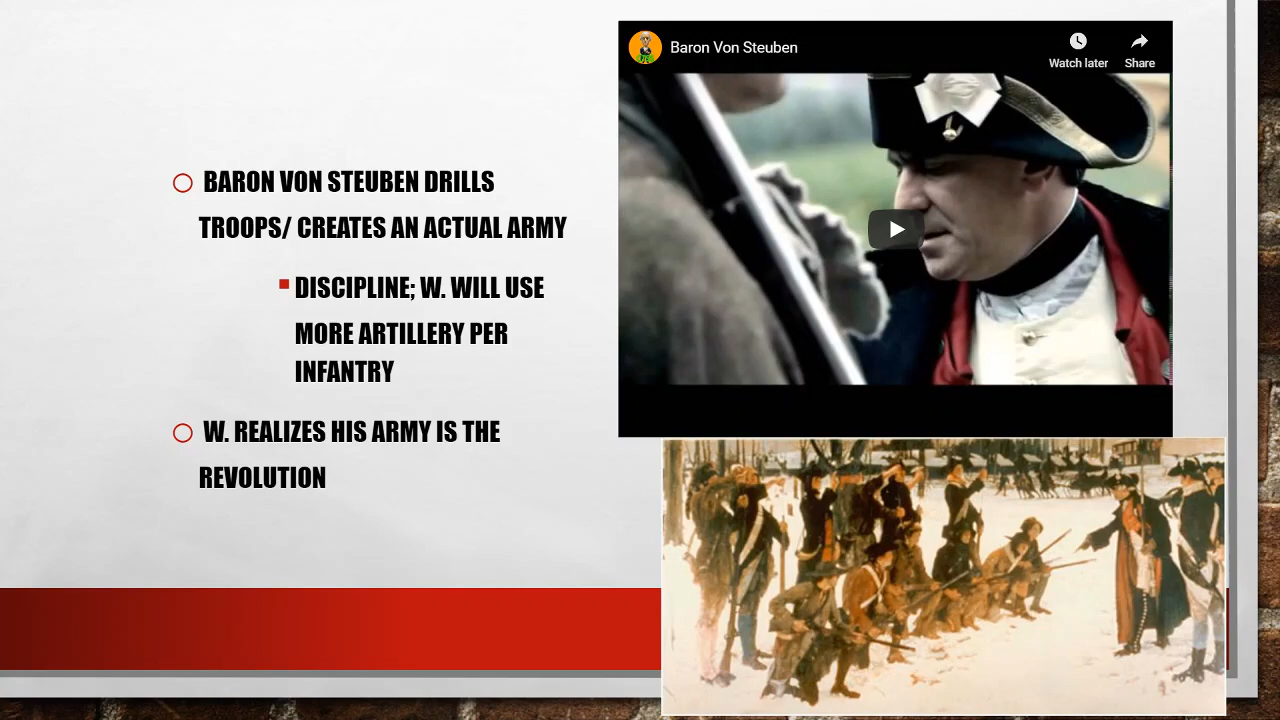 BARON VON STEUBEN DRILLS
TROOPS/ CREATES AN ACTUAL ARMY
DISCIPLINE; W. WILL USE
MORE ARTILLERY PER
INFANTRY
W. REALIZES HIS ARMY IS THE
REVOLUTION
Baron Von Steuben
Watch later
Share